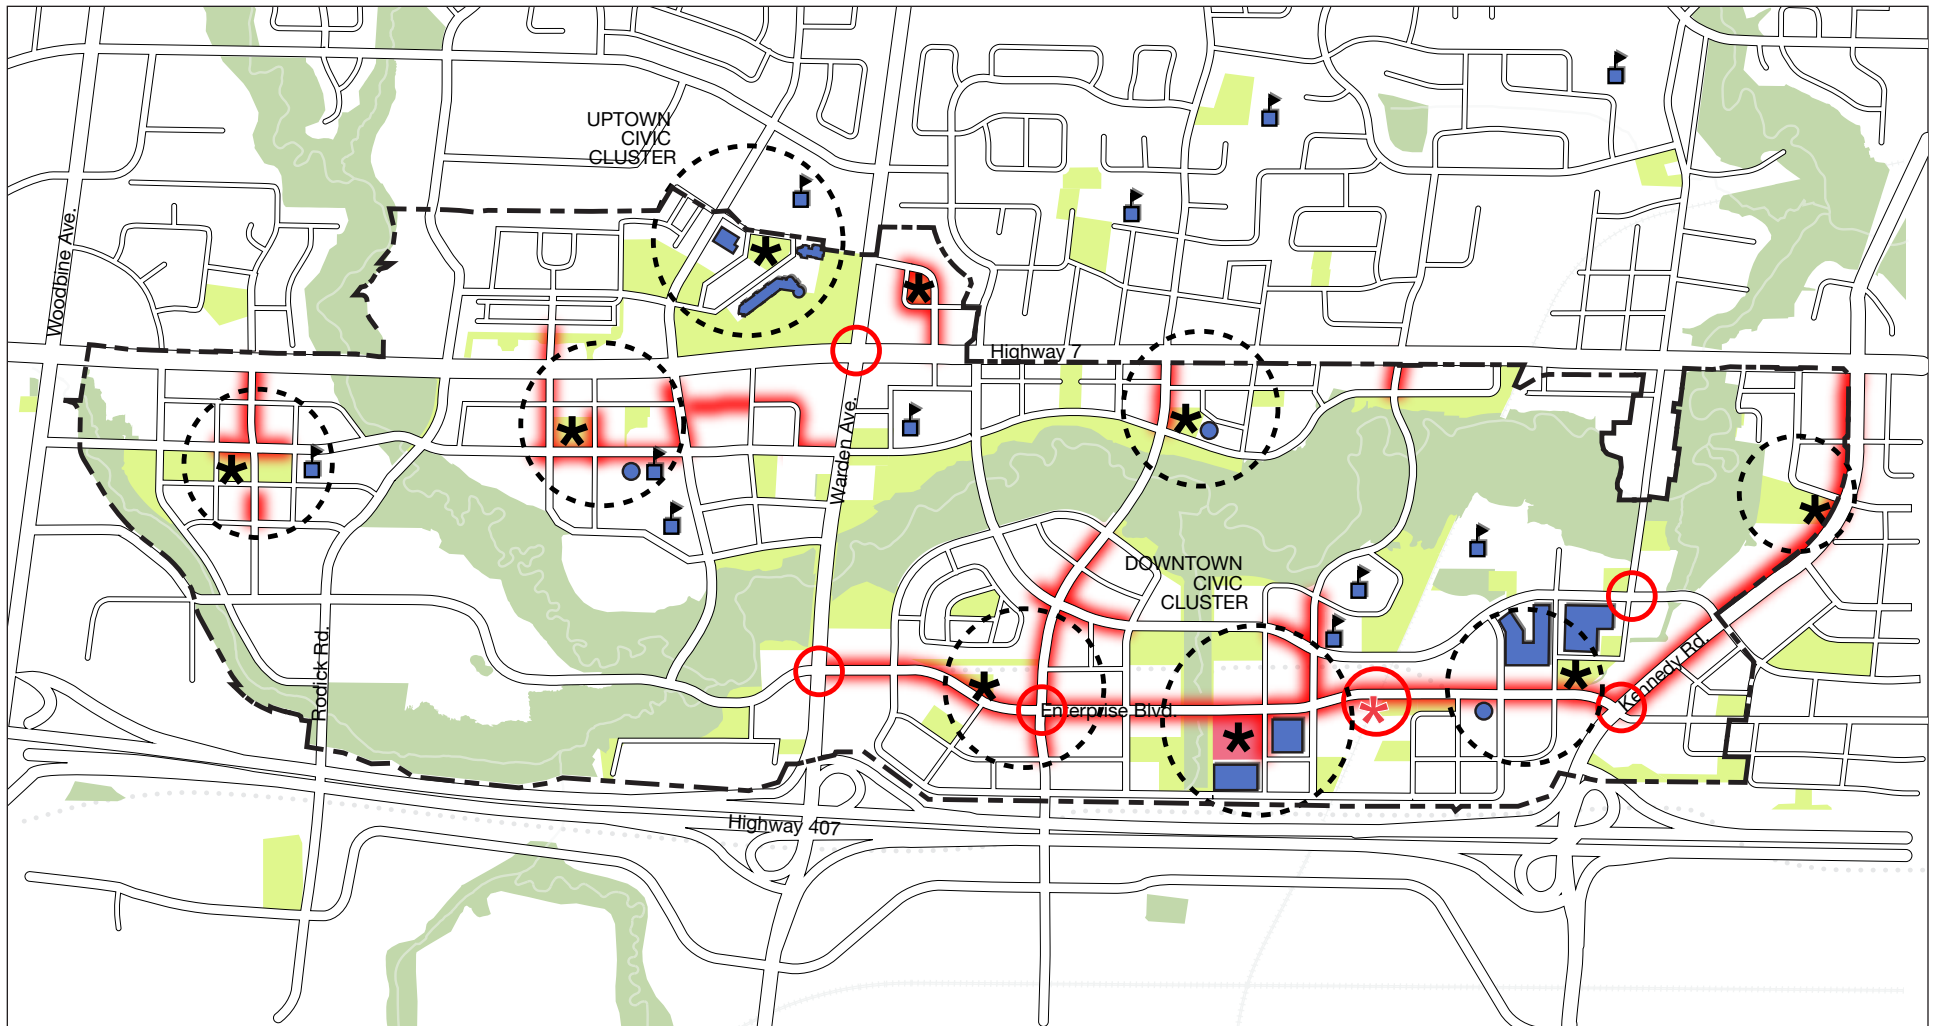 UPTOWN
CIVIC
CLUSTER
Woodbine Ave.
Highway 7
Warden Ave.
DOWNTOWN
CIVIC
CLUSTER
Rodick Rd.
Kennedy Rd.
Enterprise Blvd.
Highway 407